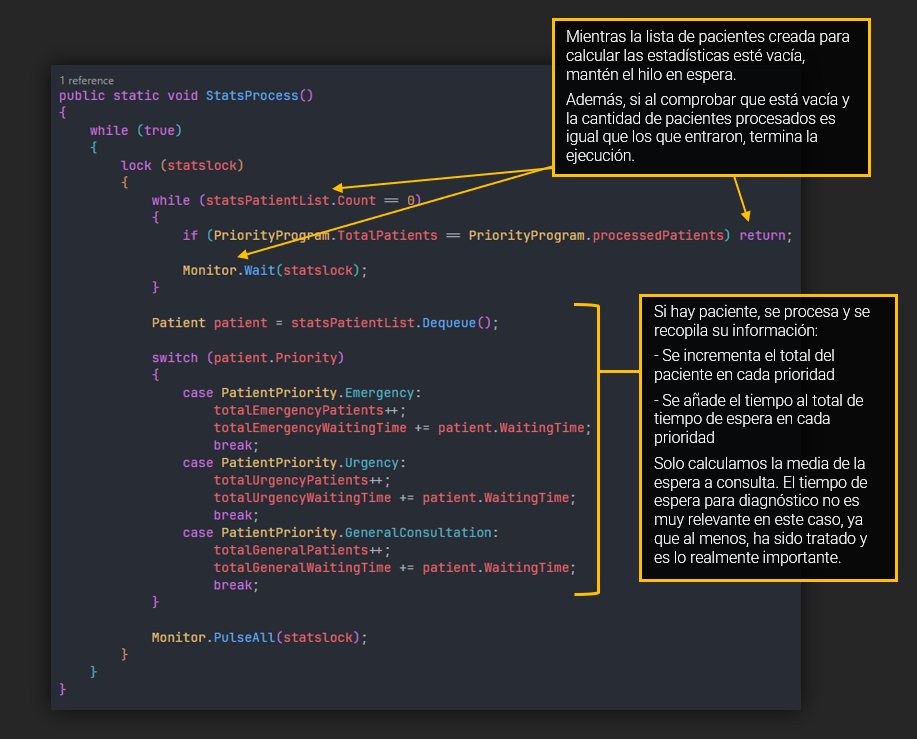 Mientras la lista de pacientes creada para
calcular las estadísticas esté vacía,
mantén el hilo en espera.
Además, si al comprobar que está vacía y
la cantidad de pacientes procesados es
igual que los que entraron, termina la
ejecución.
1 reference
public static void StatsProcess()
{
while (true)
{
lock (statslock)
{
while (statsPatientList.Count == 0)
{
if (PriorityProgram.TotalPatients == PriorityProgram.processedPatients) return;
Monitor.Wait(statslock);
}
Patient patient = statsPatientList.Dequeue();
switch (patient.Priority)
{
case PatientPriority.Emergency:
totalEmergencyPatients++;
totalEmergencyWaitingTime += patient.WaitingTime;
break;
case PatientPriority.Urgency:
totalUrgencyPatients++;
totalUrgencyWaitingTime += patient.WaitingTime;
break;
case PatientPriority.GeneralConsultation:
totalGeneralPatients++;
totalGeneralWaitingTime += patient.WaitingTime;
break;
}
Monitor.PulseAll(statslock);
}
}
}
Si hay paciente, se procesa y se
recopila su información:
- Se incrementa el total del
paciente en cada prioridad
- Se añade el tiempo al total de
tiempo de espera en cada
prioridad
Solo calculamos la media de la
espera a consulta. El tiempo de
espera para diagnóstico no es
muy relevante en este caso, ya
que al menos, ha sido tratado y
es lo realmente importante.